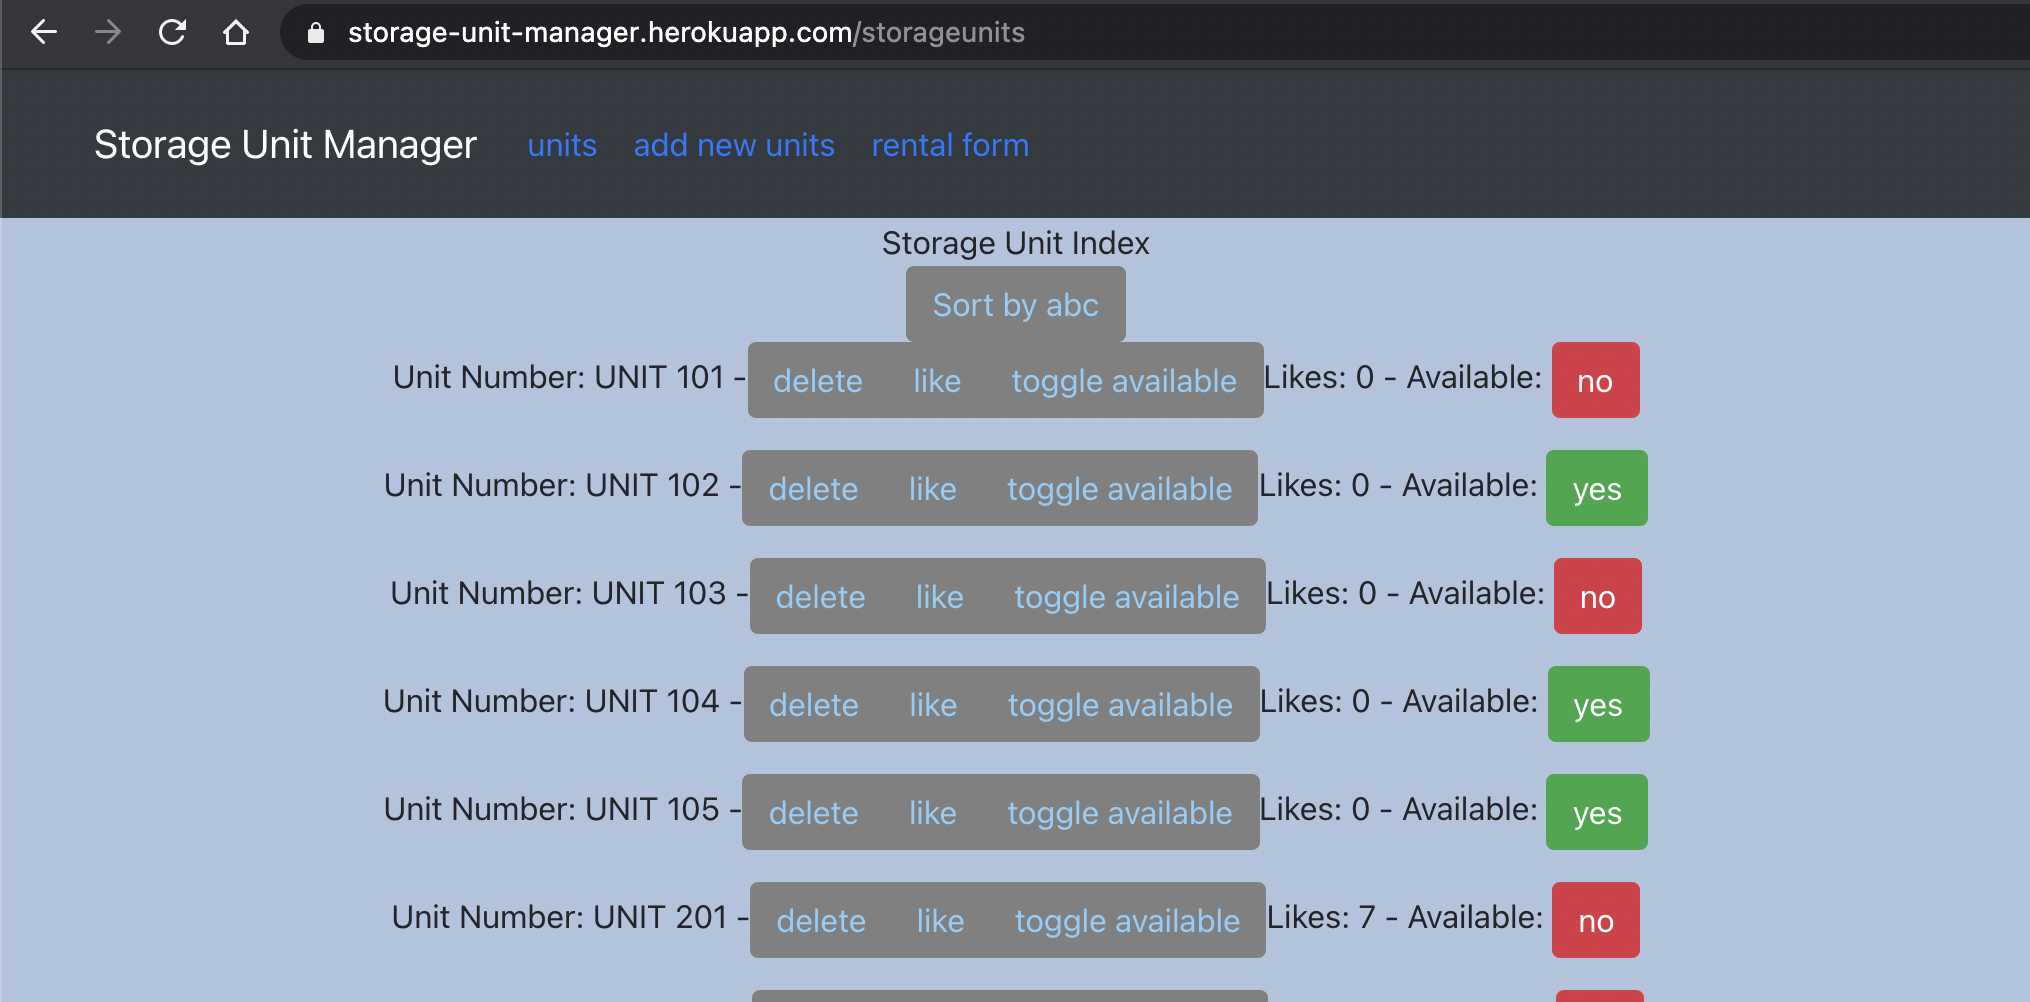 storage-unit-manager.herokuapp.com/storageunits
Storage Unit Manager units add new units rental form
Storage Unit Index
Sort by abc
Unit Number: UNIT 101 - delete like toggle available Likes: 0 - Available: no
Unit Number: UNIT 102 - delete like toggle available Likes: 0 - Available: yes
Unit Number: UNIT 103 - delete like toggle available Likes: 0 - Available: no
Unit Number: UNIT 104 - delete like toggle available Likes: 0 - Available: yes
Unit Number: UNIT 105 - delete like toggle available Likes: 0 - Available: yes
Unit Number: UNIT 201 - delete like toggle available Likes: 7 - Available: no